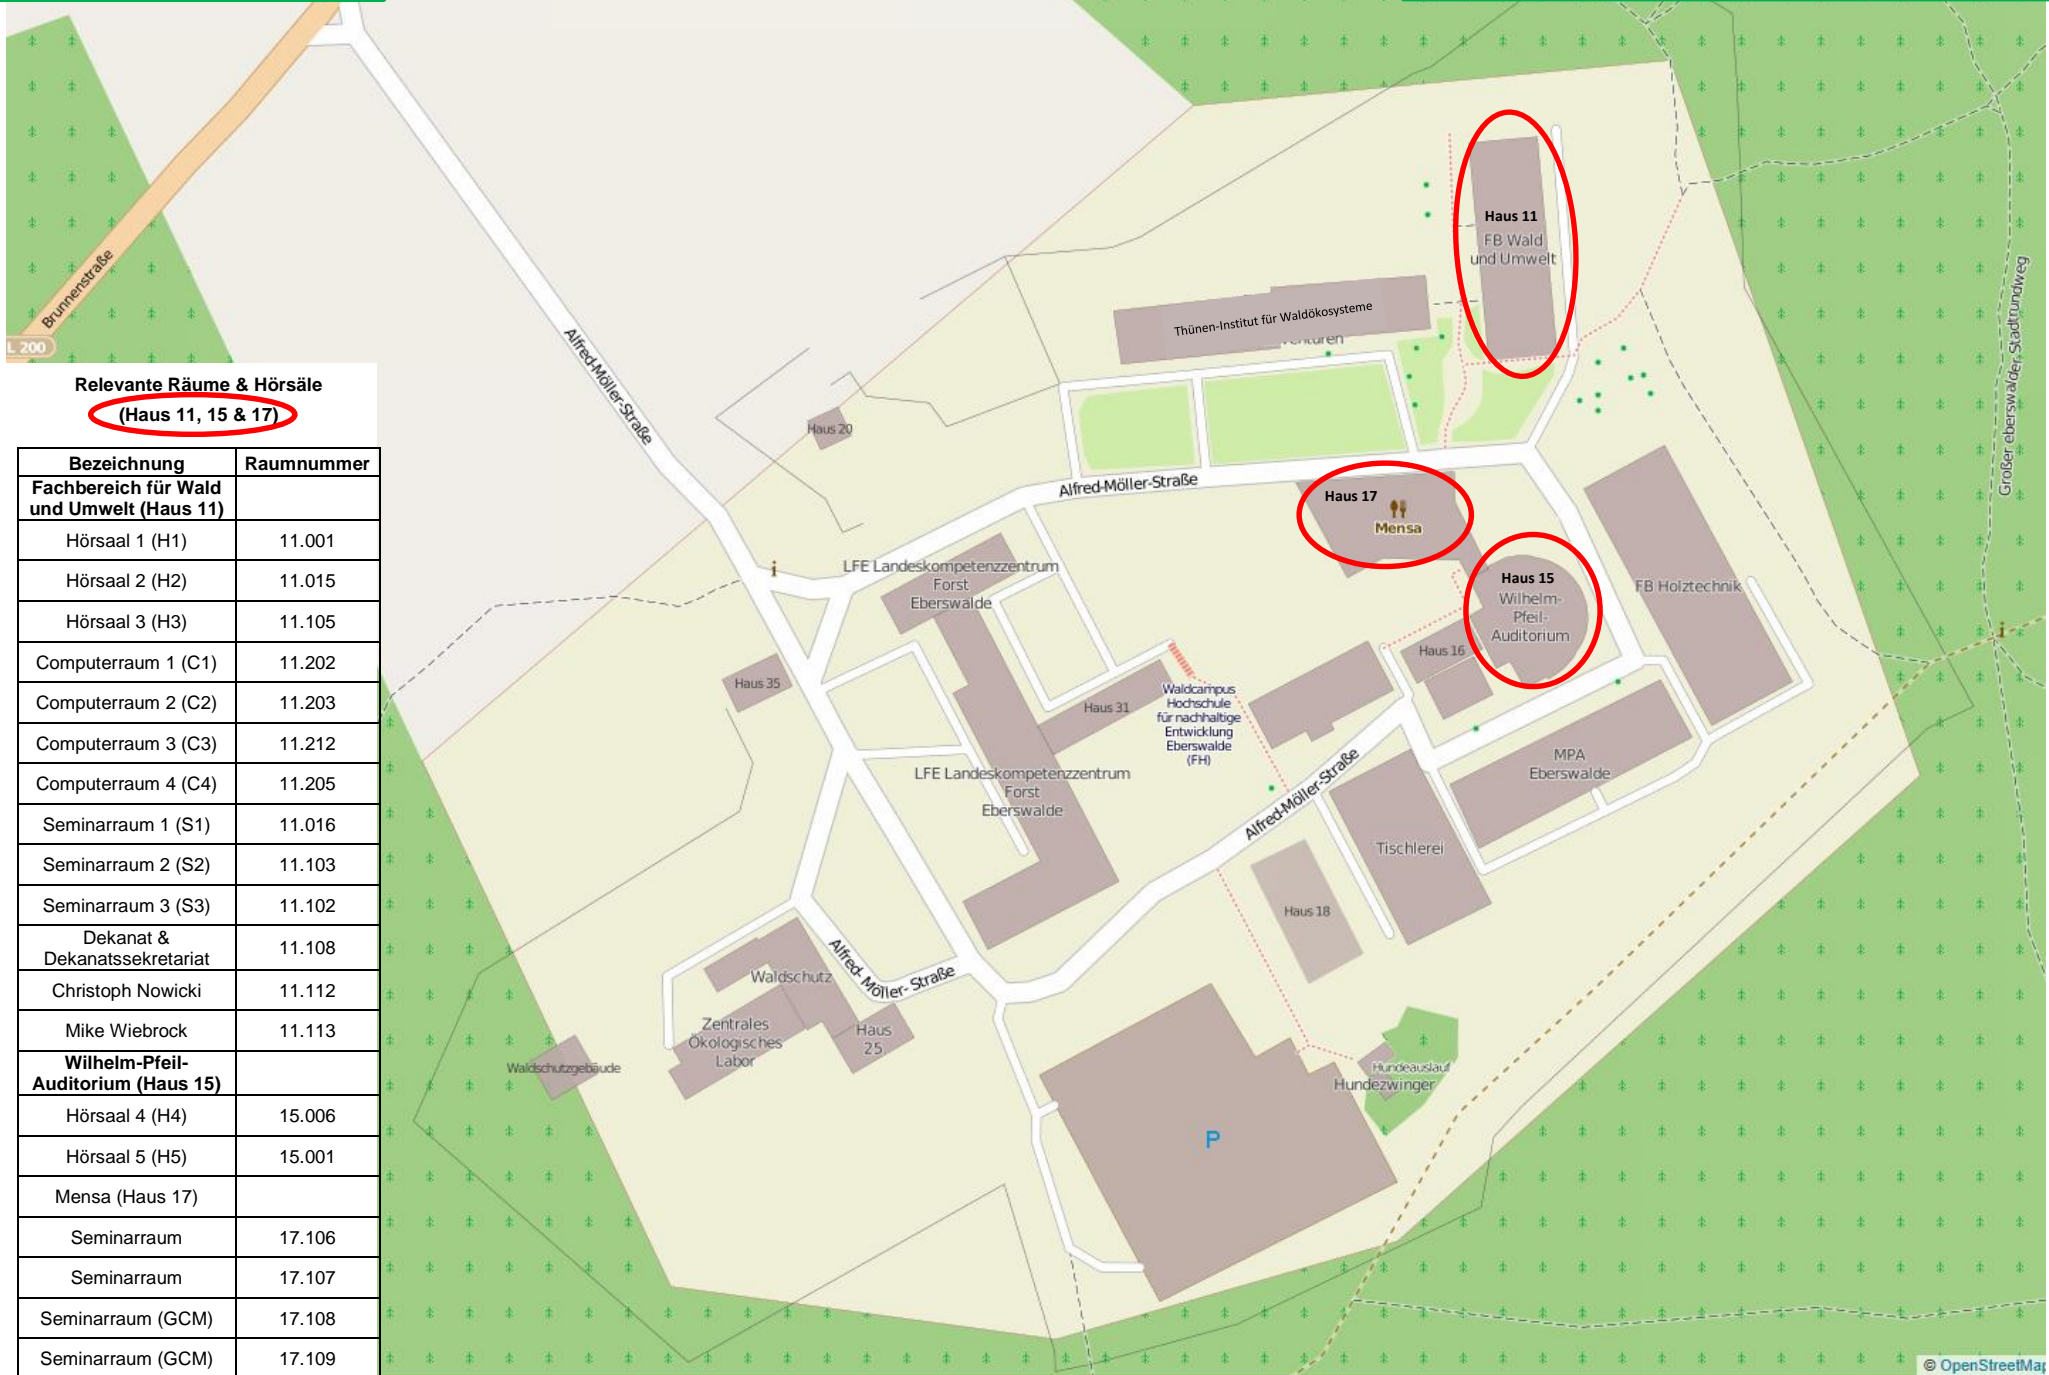 Brunnenstraße
L 200
Alfred-Möller-Straße
Relevante Räume & Hörsäle
(Haus 11, 15 & 17)
Bezeichnung Raumnummer
Fachbereich für Wald
und Umwelt (Haus 11)
Hörsaal 1 (H1) 11.001
Hörsaal 2 (H2) 11.015
Hörsaal 3 (H3) 11.105
Computerraum 1 (C1) 11.202
Computerraum 2 (C2) 11.203
Computerraum 3 (C3) 11.212
Computerraum 4 (C4) 11.205
Seminarraum 1 (S1) 11.016
Seminarraum 2 (S2) 11.103
Seminarraum 3 (S3) 11.102
Dekanat &
Dekanatssekretariat 11.108
Christoph Nowicki 11.112
Mike Wiebrock 11.113
Wilhelm-Pfeil-
Auditorium (Haus 15)
Hörsaal 4 (H4) 15.006
Hörsaal 5 (H5) 15.001
Mensa (Haus 17)
Seminarraum 17.106
Seminarraum 17.107
Seminarraum (GCM) 17.108
Seminarraum (GCM) 17.109
Haus 11
FB Wald
und Umwelt
Thünen-Institut für Waldökosysteme
Großer eberswalder Stadtrundweg
Haus 20
Alfred-Möller-Straße
Haus 17
Mensa
i
LFE Landeskompetenzzentrum
Forst
Eberswalde
Haus 15
Wilhelm-
Pfeil-
Auditorium
FB Holztechnik
i
Haus 16
Haus 35
Haus 31
Waldcampus
Hochschule
für nachhaltige
Entwicklung
Eberswalde
(FH)
LFE Landeskompetenzzentrum
Forst
Eberswalde
MPA
Eberswalde
Alfred-Möller-Straße
Tischlerei
Haus 18
Alfred- Möller- Straße
Waldschutz
Zentrales
Ökologisches
Labor
Haus
25
Waldschutzgebäude
Hundeauslauf
Hundezwinger
P
© OpenStreetMap